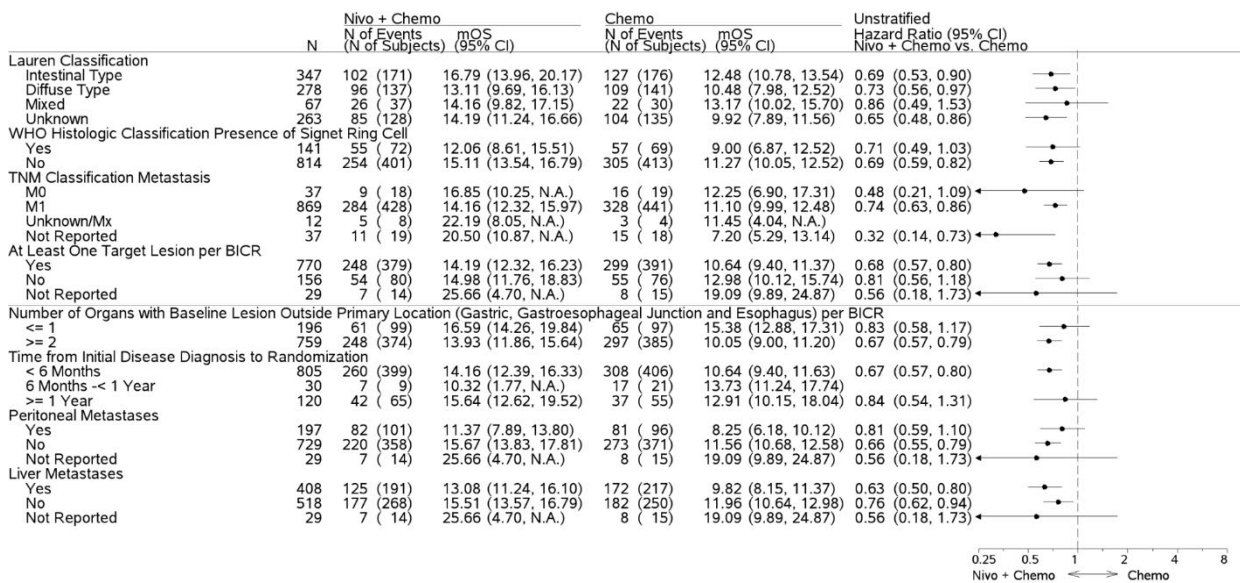 Nivo + Chemo Chemo Unstratified
N of Events mOS N of Events mOS Hazard Ratio (95% CI)
N (N of Subjects) (95% CI) (N of Subjects) (95% CI) Nivo + Chemo vs. Chemo
Lauren Classification
Intestinal Type 347 102 (171) 16.79 (13.96, 20.17) 127 (176) 12.48 (10.78, 13.54) 0.69 (0.53, 0.90)
Diffuse Type 278 96 (137) 13.11 (9.69, 16.13) 109 (141) 10.48 (7.98, 12.52) 0.73 (0.56, 0.97)
Mixed 67 26 ( 37) 14.16 (9.82, 17.15) 22 ( 30) 13.17 (10.02, 15.70) 0.86 (0.49, 1.53)
Unknown 263 85 (128) 14.19 (11.24, 16.66) 104 (135) 9.92 (7.89, 11.56) 0.65 (0.48, 0.86)
WHO Histologic Classification Presence of Signet Ring Cell
Yes 141 55 ( 72) 12.06 (8.61, 15.51) 57 ( 69) 9.00 (6.87, 12.52) 0.71 (0.49, 1.03)
No 814 254 (401) 15.11 (13.54, 16.79) 305 (413) 11.27 (10.05, 12.52) 0.69 (0.59, 0.82)
TNM Classification Metastasis
M0 37 9 ( 18) 16.85 (10.25, N.A.) 16 ( 19) 12.25 (6.90, 17.31) 0.48 (0.21, 1.09)
M1 869 284 (428) 14.16 (12.32, 15.97) 328 (441) 11.10 (9.99, 12.48) 0.74 (0.63, 0.86)
Unknown/Mx 12 5 ( 8) 22.19 (8.05, N.A.) 3 ( 4) 11.45 (4.04, N.A.)
Not Reported 37 11 ( 19) 20.50 (10.87, N.A.) 15 ( 18) 7.20 (5.29, 13.14) 0.32 (0.14, 0.73)
At Least One Target Lesion per BICR
Yes 770 248 (379) 14.19 (12.32, 16.23) 299 (391) 10.64 (9.40, 11.37) 0.68 (0.57, 0.80)
No 156 54 ( 80) 14.98 (11.76, 18.83) 55 ( 76) 12.98 (10.12, 15.74) 0.81 (0.56, 1.18)
Not Reported 29 7 ( 14) 25.66 (4.70, N.A.) 8 ( 15) 19.09 (9.89, 24.87) 0.56 (0.18, 1.73)
Number of Organs with Baseline Lesion Outside Primary Location (Gastric, Gastroesophageal Junction and Esophagus) per BICR
<= 1 196 61 ( 99) 16.59 (14.26, 19.84) 65 ( 97) 15.38 (12.88, 17.31) 0.83 (0.58, 1.17)
>= 2 759 248 (374) 13.93 (11.86, 15.64) 297 (385) 10.05 (9.00, 11.20) 0.67 (0.57, 0.79)
Time from Initial Disease Diagnosis to Randomization
< 6 Months 805 260 (399) 14.16 (12.39, 16.33) 308 (406) 10.64 (9.40, 11.63) 0.67 (0.57, 0.80)
6 Months -< 1 Year 30 7 ( 9) 10.32 (1.77, N.A.) 17 ( 21) 13.73 (11.24, 17.74)
>= 1 Year 120 42 ( 65) 15.64 (12.62, 19.52) 37 ( 55) 12.91 (10.15, 18.04) 0.84 (0.54, 1.31)
Peritoneal Metastases
Yes 197 82 (101) 11.37 (7.89, 13.80) 81 ( 96) 8.25 (6.18, 10.12) 0.81 (0.59, 1.10)
No 729 220 (358) 15.67 (13.83, 17.81) 273 (371) 11.56 (10.68, 12.58) 0.66 (0.55, 0.79)
Not Reported 29 7 ( 14) 25.66 (4.70, N.A.) 8 ( 15) 19.09 (9.89, 24.87) 0.56 (0.18, 1.73)
Liver Metastases
Yes 408 125 (191) 13.08 (11.24, 16.10) 172 (217) 9.82 (8.15, 11.37) 0.63 (0.50, 0.80)
No 518 177 (268) 15.51 (13.57, 16.79) 182 (250) 11.96 (10.64, 12.98) 0.76 (0.62, 0.94)
Not Reported 29 7 ( 14) 25.66 (4.70, N.A.) 8 ( 15) 19.09 (9.89, 24.87) 0.56 (0.18, 1.73)
0.25 0.5 1 2 4 8
Nivo + Chemo Chemo